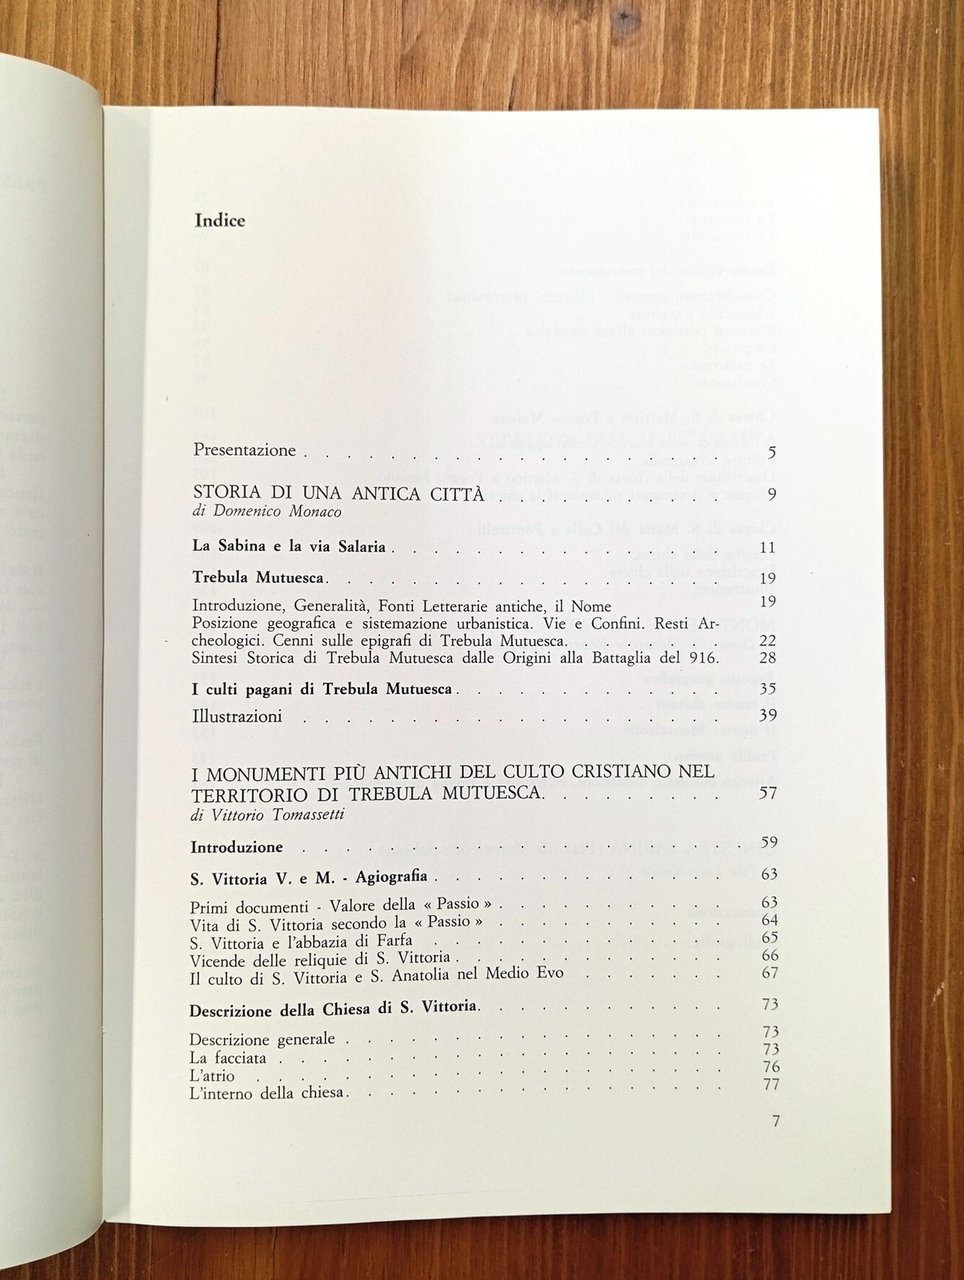 Indice
Presentazione . . . . . . . . . . . . . . . . . . . . 5
STORIA DI UNA ANTICA CITTÀ . . . . . . . . . . 9
di Domenico Monaco
La Sabina e la via Salaria . . . . . . . . . . . . . . 11
Trebula Mutuesca. . . . . . . . . . . . . . . . . 19
Introduzione, Generalità, Fonti Letterarie antiche, il Nome 19
Posizione geografica e sistemazione urbanistica. Vie e Confini. Resti Ar-
cheologici. Cenni sulle epigrafi di Trebula Mutuesca. . . . . . . . 22
Sintesi Storica di Trebula Mutuesca dalle Origini alla Battaglia del 916. 28
I culti pagani di Trebula Mutuesca . . . . . . . . . . . . 35
Illustrazioni . . . . . . . . . . . . . . . . . . . 39
I MONUMENTI PIÙ ANTICHI DEL CULTO CRISTIANO NEL
TERRITORIO DI TREBULA MUTUESCA. . . . . . . . . 57
di Vittorio Tomassetti
Introduzione . . . . . . . . . . . . . . . . . . . . 59
S. Vittoria V. e M. - Agiografia . . . . . . . . . . . . . 63
Primi documenti - Valore della « Passio » . . . . . . . . . . . 63
Vita di S. Vittoria secondo la « Passio » . . . . . . . . . . . 64
S. Vittoria e l'abbazia di Farfa . . . . . . . . . . . . . 65
Vicende delle reliquie di S. Vittoria . . . . . . . . . . . . 66
Il culto di S. Vittoria e S. Anatolia nel Medio Evo . . . . . . 67
Descrizione della Chiesa di S. Vittoria. . . . . . . . . . . 73
Descrizione generale . . . . . . . . . . . . . . . . . 73
La facciata . . . . . . . . . . . . . . . . . . . . 73
L'atrio . . . . . . . . . . . . . . . . . . . . . 76
L'interno della chiesa. . . . . . . . . . . . . . . . . 77
7